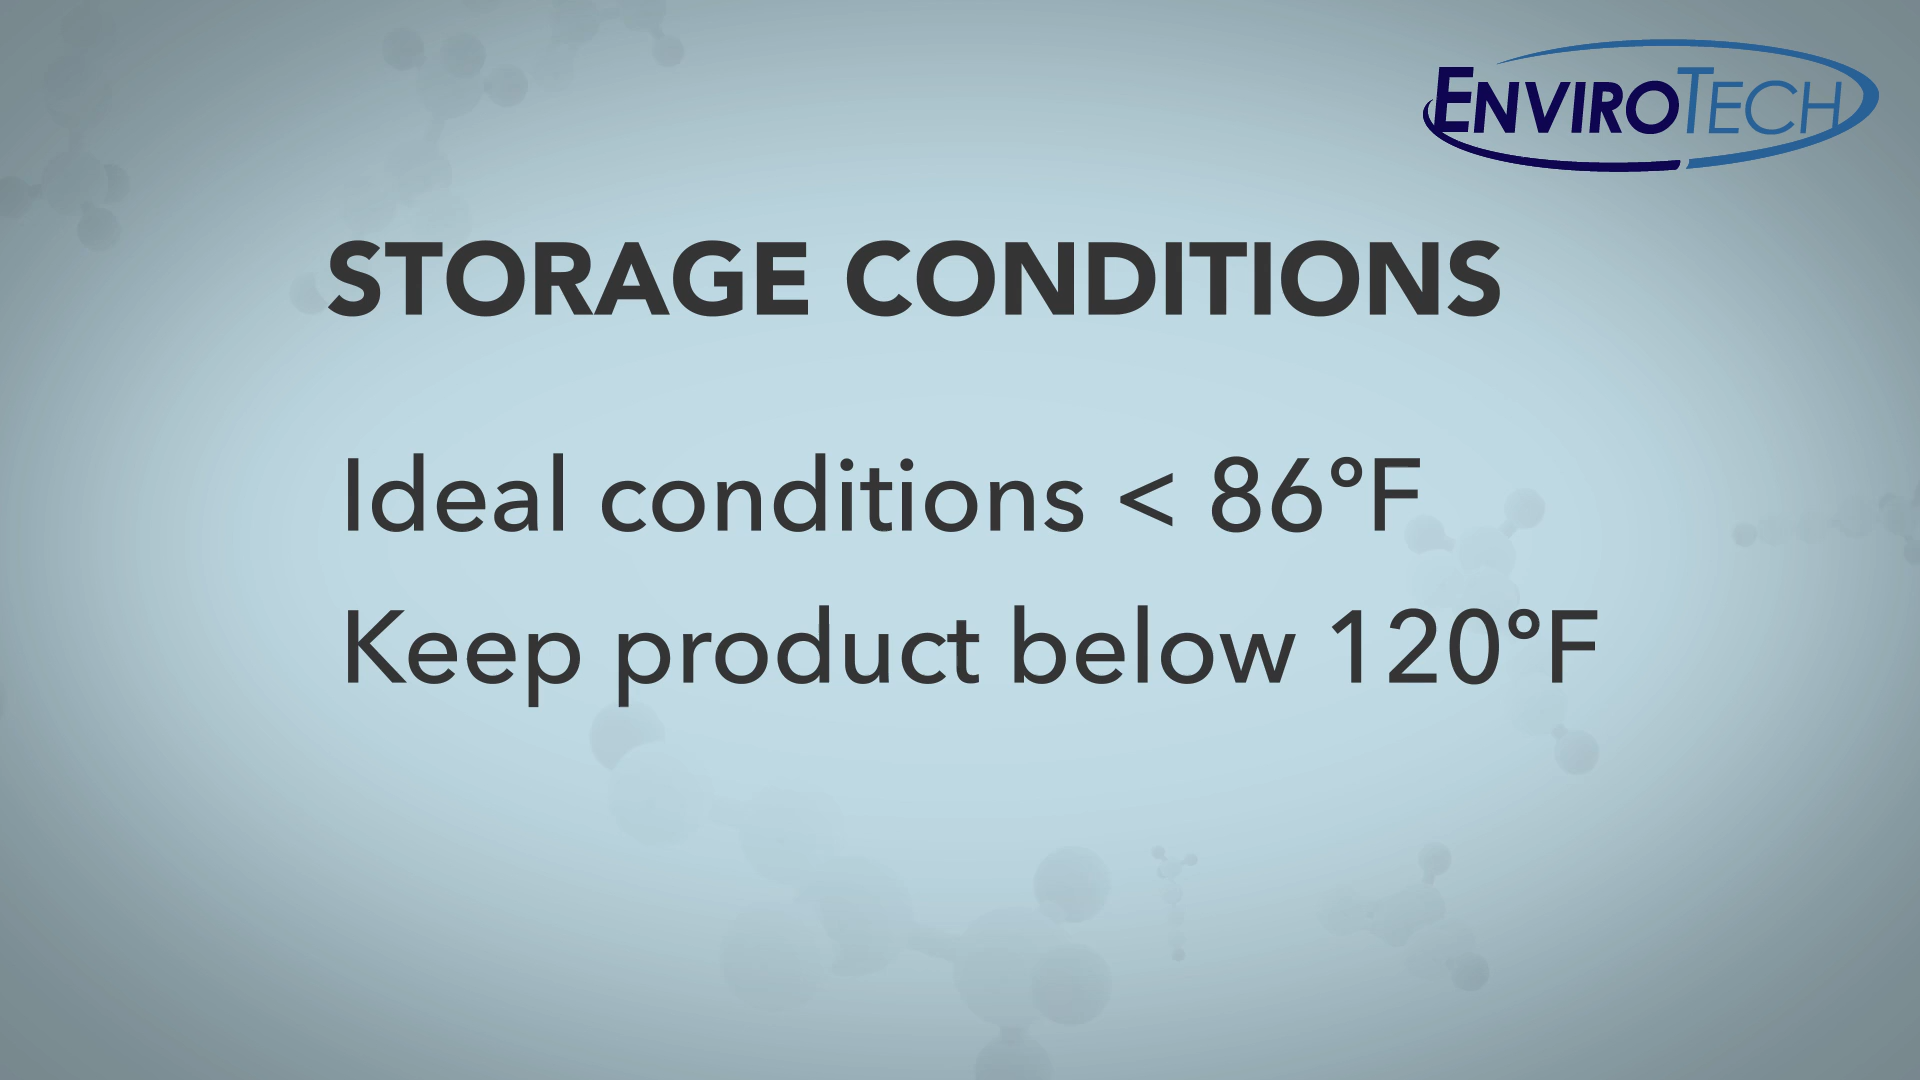 ENVIROTECH
STORAGE CONDITIONS
Ideal conditions < 86°F
Keep product below 120°F